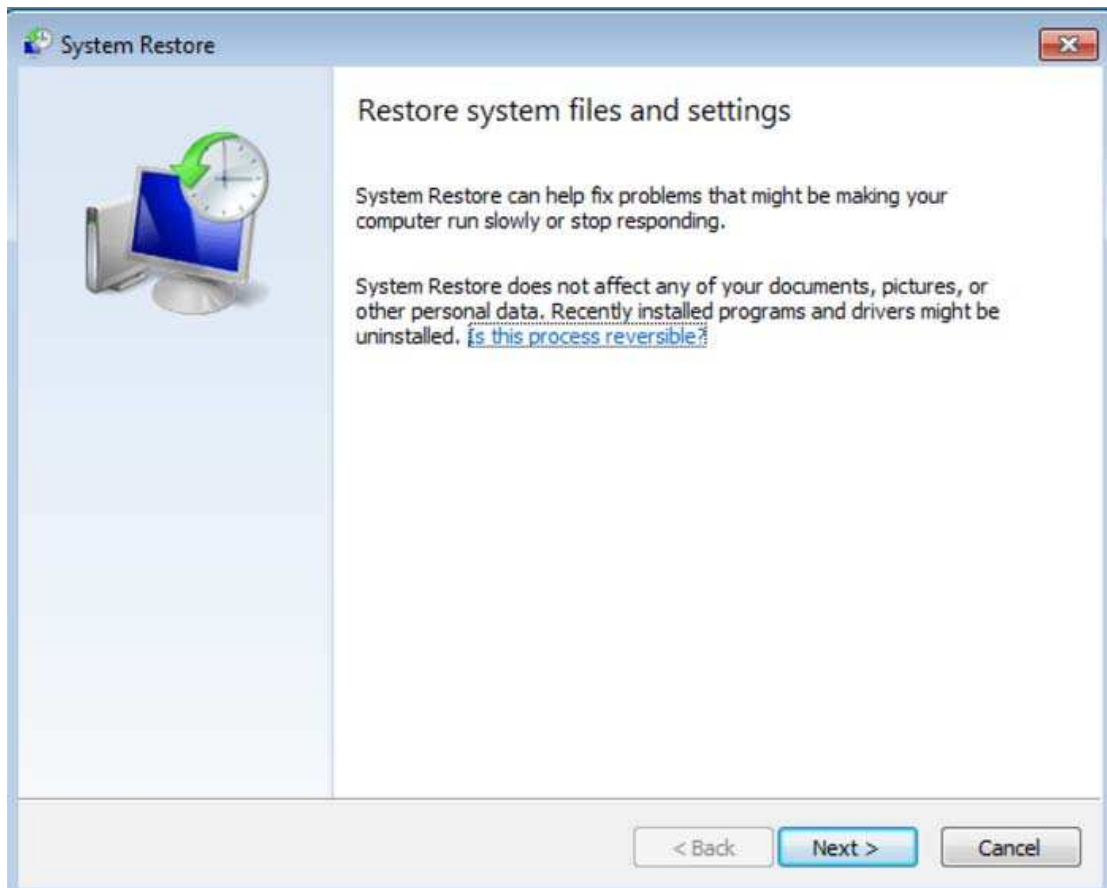 System Restore
Restore system files and settings
System Restore can help fix problems that might be making your
computer run slowly or stop responding.
System Restore does not affect any of your documents, pictures, or
other personal data. Recently installed programs and drivers might be
uninstalled. Is this process reversible?
< Back Next > Cancel